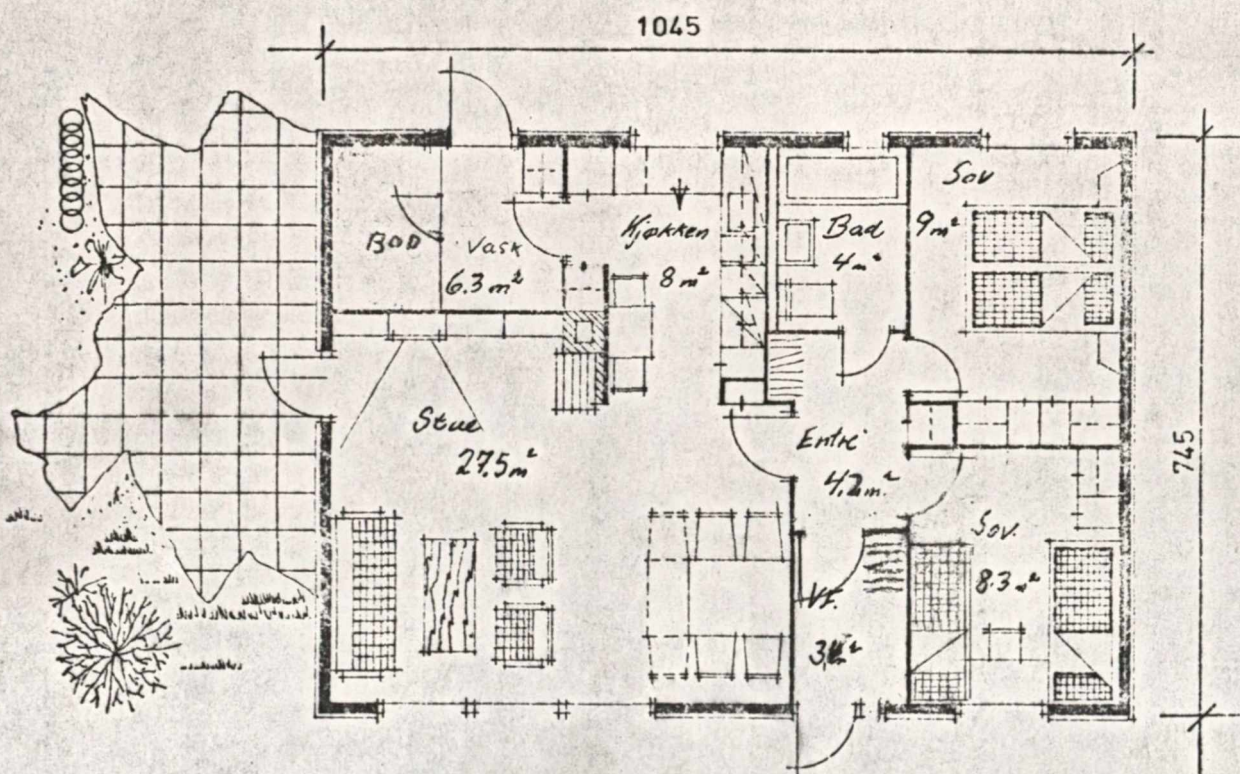 1045
Sov
Kjøkken
Bad
9 m²
BOD
Vask
4 m²
6.3 m²
8 m²
Stue
Entré
27.5 m²
745
Sov.
8.3 m²
VF.